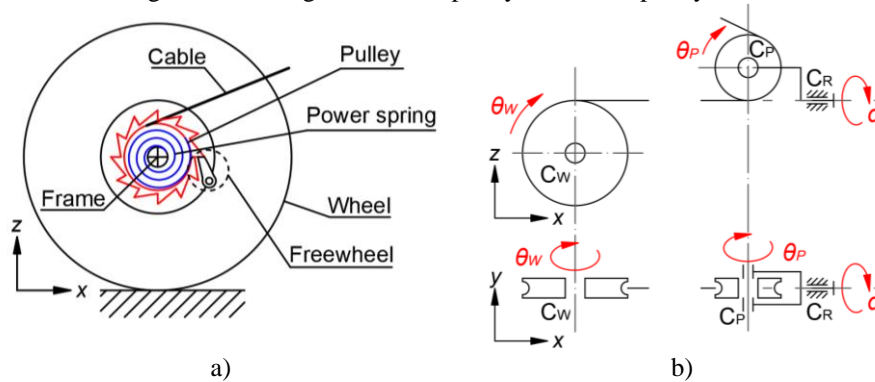 Cable
Pulley
Power spring
Frame
Wheel
Freewheel
z
x
a)
θW
CW
z
x
θP
CP
CR
θW
CW
y
x
θP
CP
CR
b)